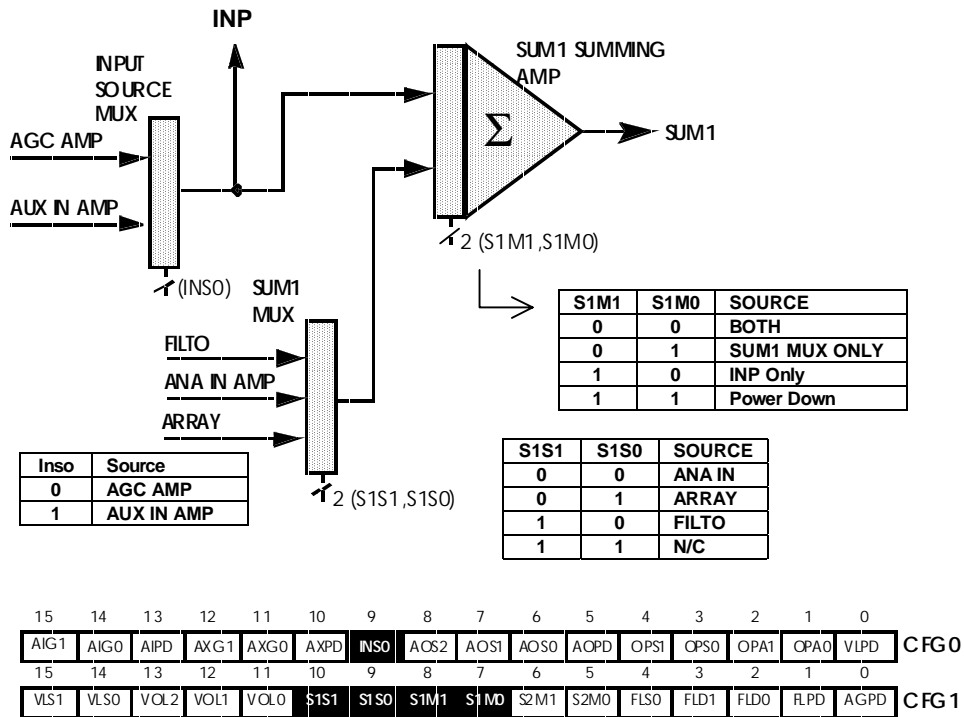 INP
INPUT
SOURCE
MUX
SUM1 SUMMING
AMP
AGC AMP
AUX IN AMP
Σ
SUM1
2 (S1M1,S1M0)
(INS0)
SUM1
MUX
FILTO
ANA IN AMP
ARRAY
2 (S1S1,S1S0)
S1M1 S1M0 SOURCE
0 0 BOTH
0 1 SUM1 MUX ONLY
1 0 INP Only
1 1 Power Down
Inso Source
0 AGC AMP
1 AUX IN AMP
S1S1 S1S0 SOURCE
0 0 ANA IN
0 1 ARRAY
1 0 FILTO
1 1 N/C
15 14 13 12 11 10 9 8 7 6 5 4 3 2 1 0
AIG1 AIG0 AIPD AXG1 AXG0 AXPD INS0 AOS2 AOS1 AOS0 AOPD OPS1 OPS0 OPA1 OPA0 VLPD CFG0
15 14 13 12 11 10 9 8 7 6 5 4 3 2 1 0
VLS1 VLS0 VOL2 VOL1 VOL0 S1S1 S1S0 S1M1 S1M0 S2M1 S2M0 FLS0 FLD1 FLD0 FLPD AGPD CFG1